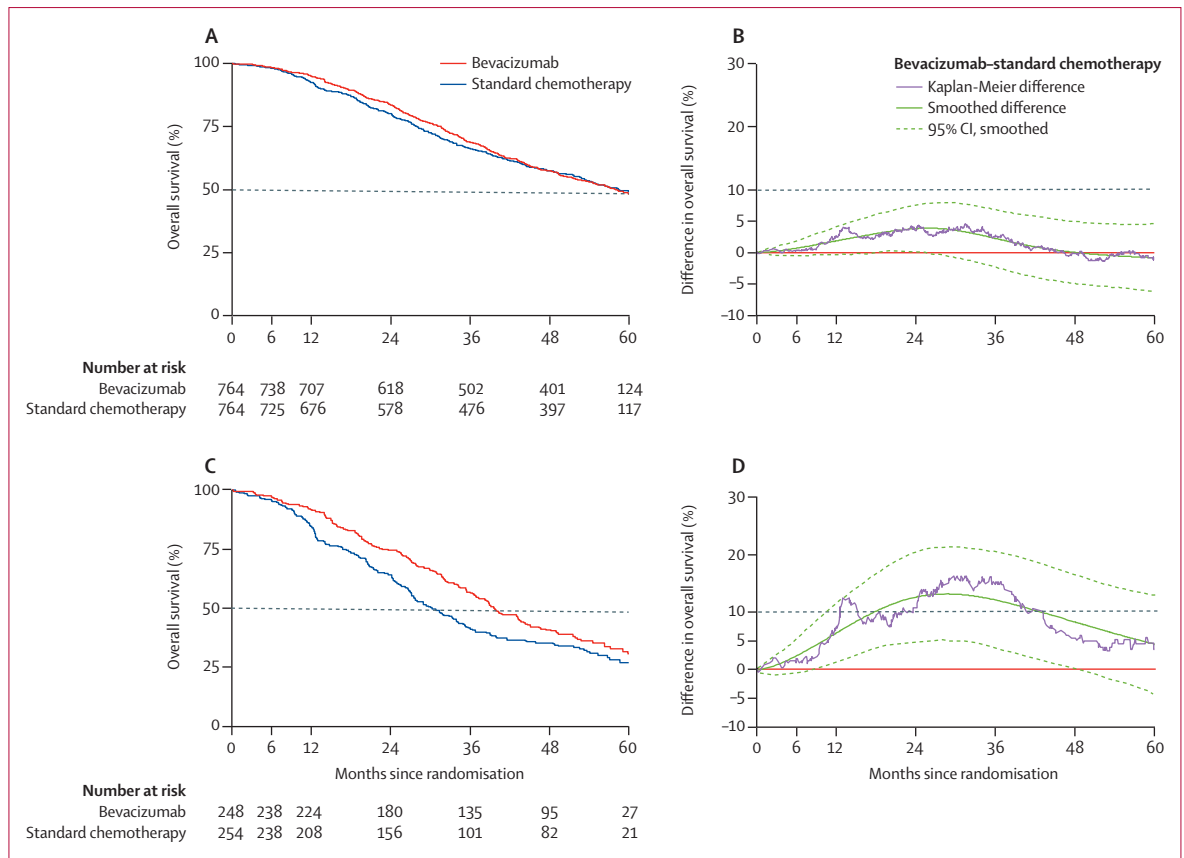 A
Overall survival (%)
100
75
50
25
0
Bevacizumab
Standard chemotherapy
0 6 12 24 36 48 60
Number at risk
Bevacizumab 764 738 707 618 502 401 124
Standard chemotherapy 764 725 676 578 476 397 117
B
Difference in overall survival (%)
30
20
10
5
0
–5
–10
Bevacizumab–standard chemotherapy
Kaplan-Meier difference
Smoothed difference
95% CI, smoothed
0 6 12 24 36 48 60
C
Overall survival (%)
100
75
50
25
0
0 6 12 24 36 48 60
Months since randomisation
Number at risk
Bevacizumab 248 238 224 180 135 95 27
Standard chemotherapy 254 238 208 156 101 82 21
D
Difference in overall survival (%)
30
20
10
5
0
–5
–10
0 6 12 24 36 48 60
Months since randomisation